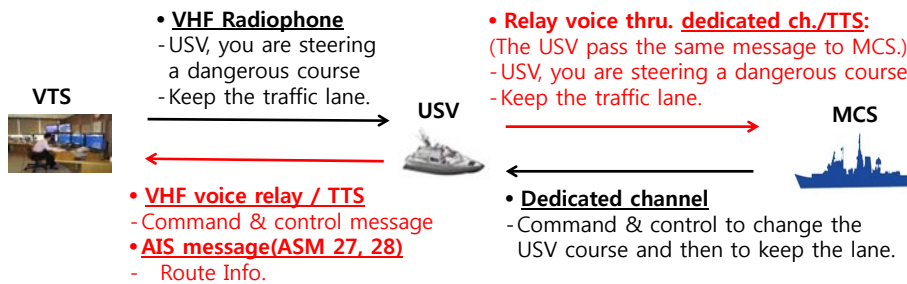 • VHF Radiophone
- USV, you are steering
a dangerous course
- Keep the traffic lane.
• Relay voice thru. dedicated ch./TTS:
(The USV pass the same message to MCS.)
- USV, you are steering a dangerous course
- Keep the traffic lane.
VTS
USV
MCS
• VHF voice relay / TTS
- Command & control message
• AIS message(ASM 27, 28)
- Route Info.
• Dedicated channel
- Command & control to change the
USV course and then to keep the lane.